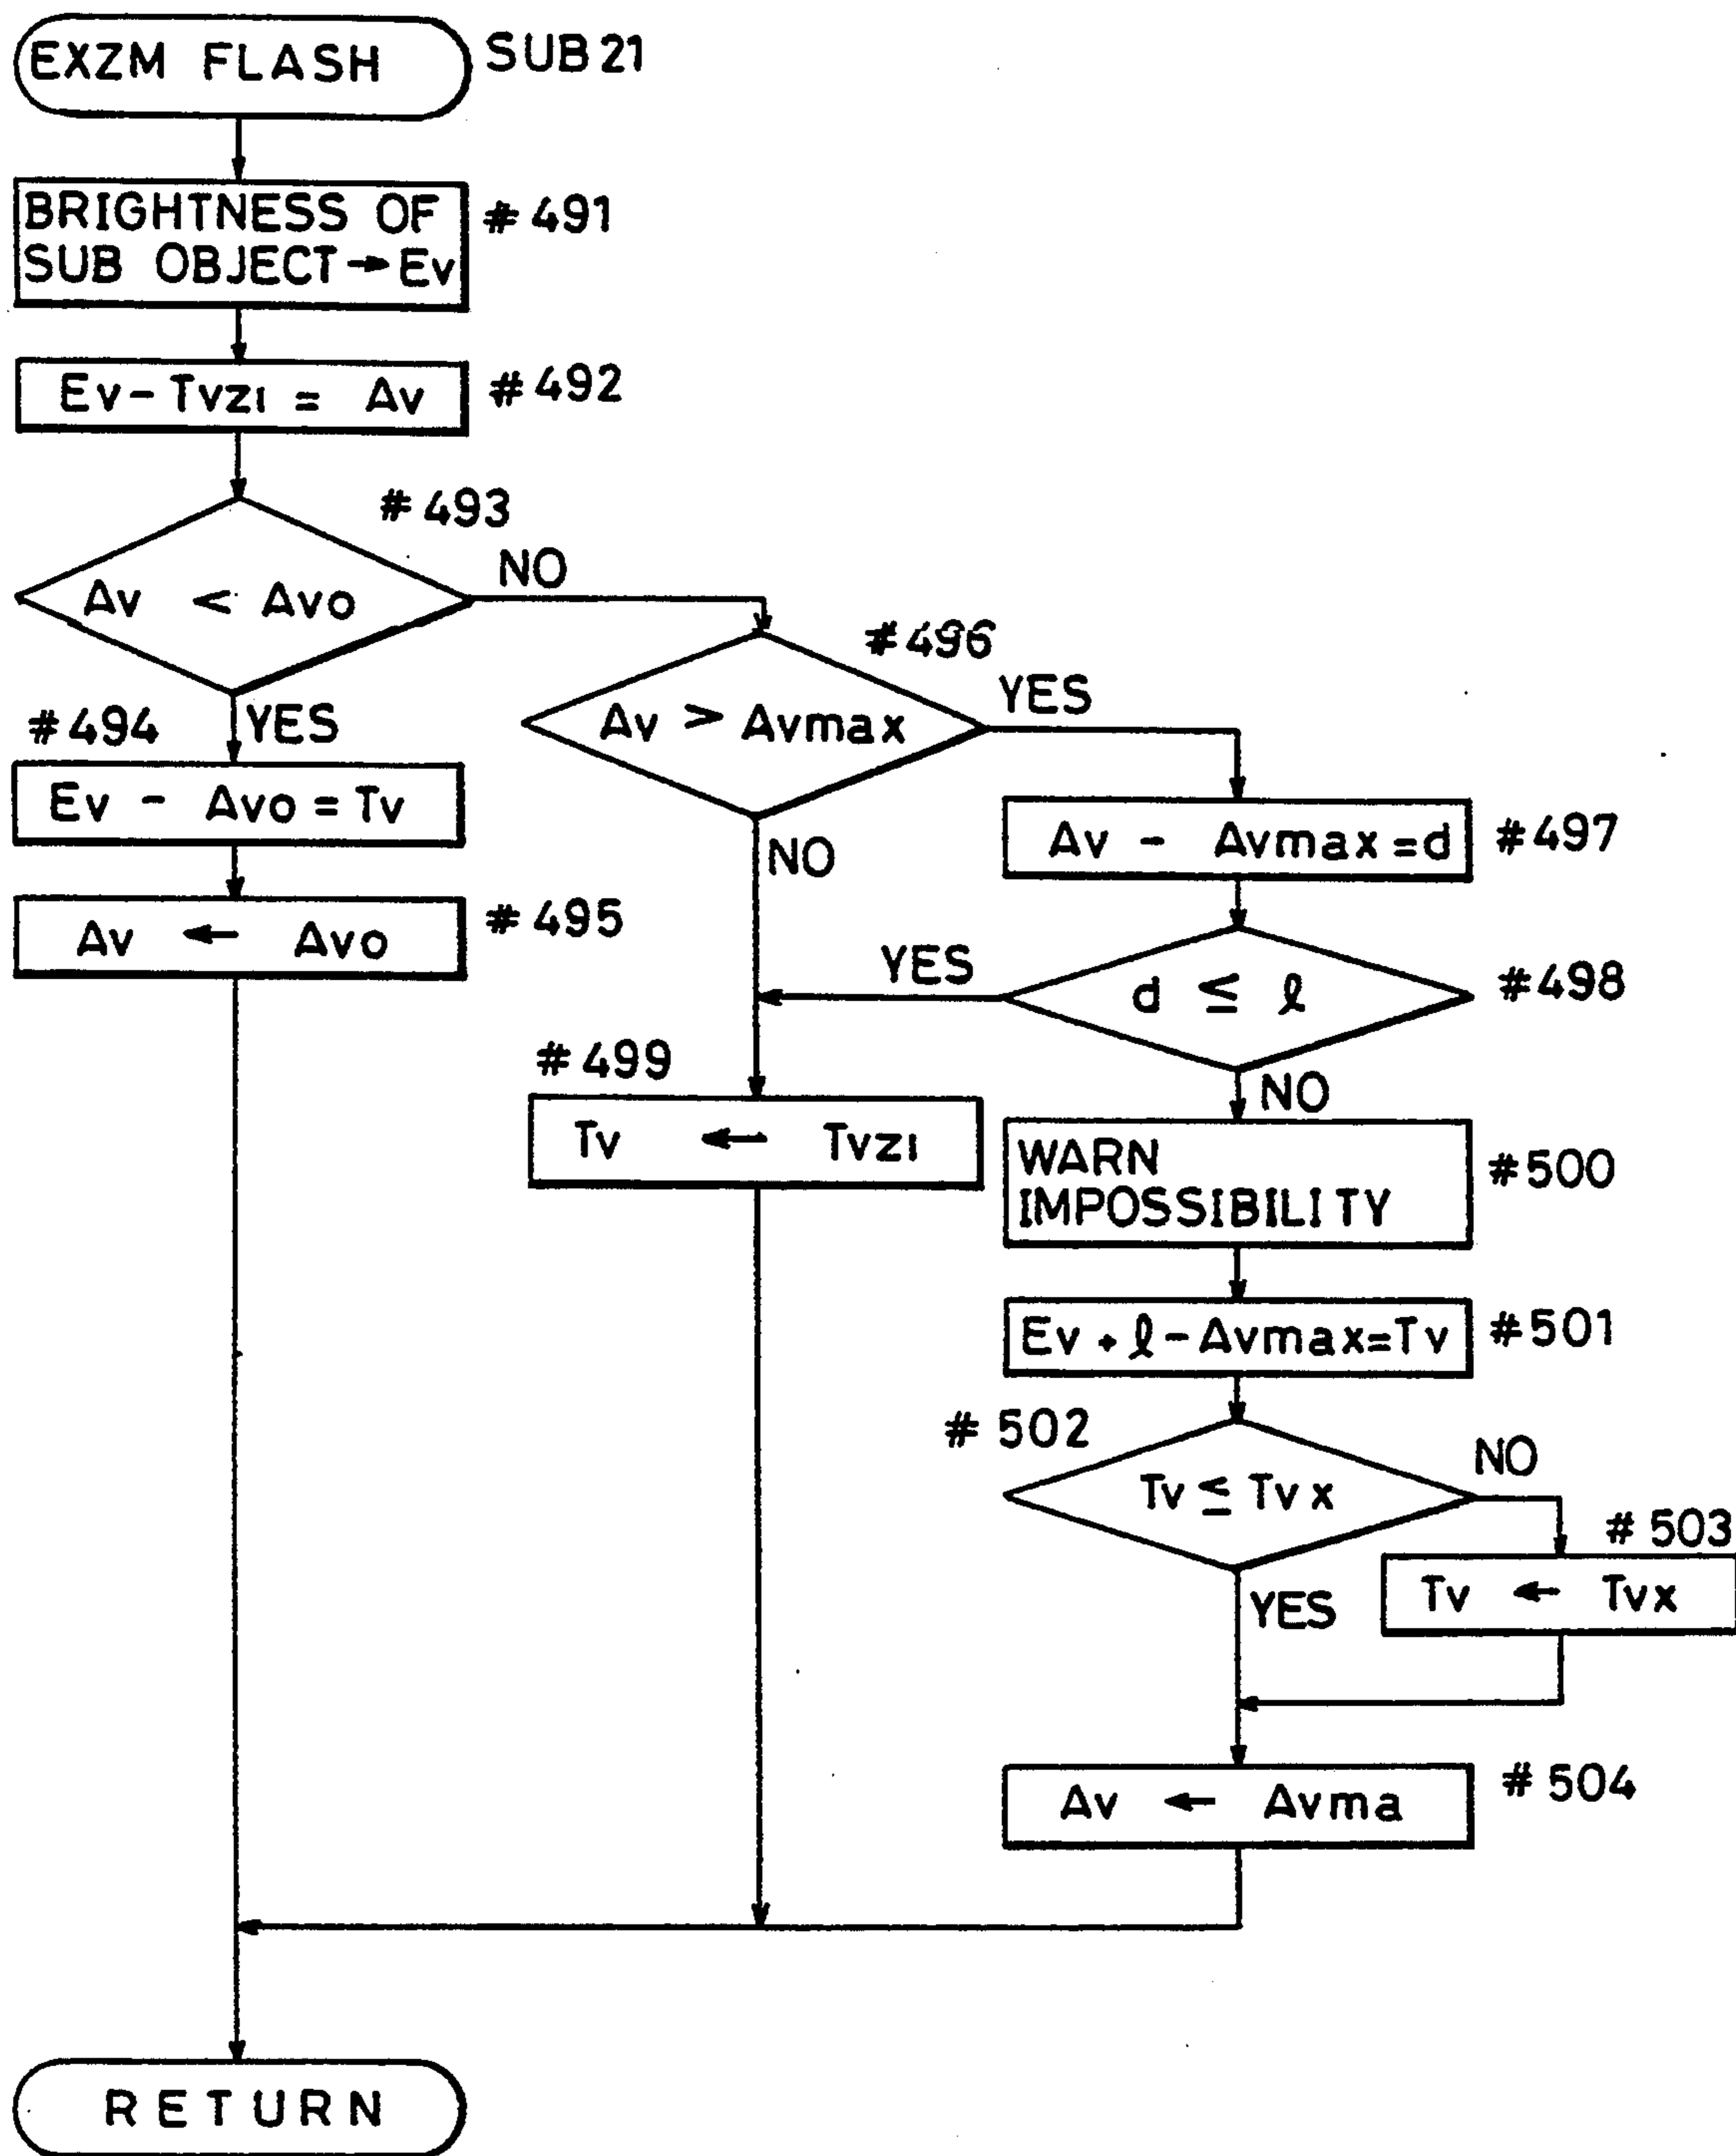 EXZM FLASH
SUB 21
BRIGHTNESS OF
SUB OBJECT → Ev
#491
Ev - Tvz1 = Av
#492
#493
Av < Avo
NO
YES
#494
Ev - Avo = Tv
Av ← Avo
#495
#496
Av > Avmax
YES
NO
Av - Avmax = d
#497
d ≤ ℓ
#498
YES
NO
#499
Tv ← Tvz1
WARN
IMPOSSIBILITY
#500
Ev + ℓ - Avmax = Tv
#501
#502
Tv ≤ Tvx
NO
YES
#503
Tv ← Tvx
Av ← Avma
#504
RETURN